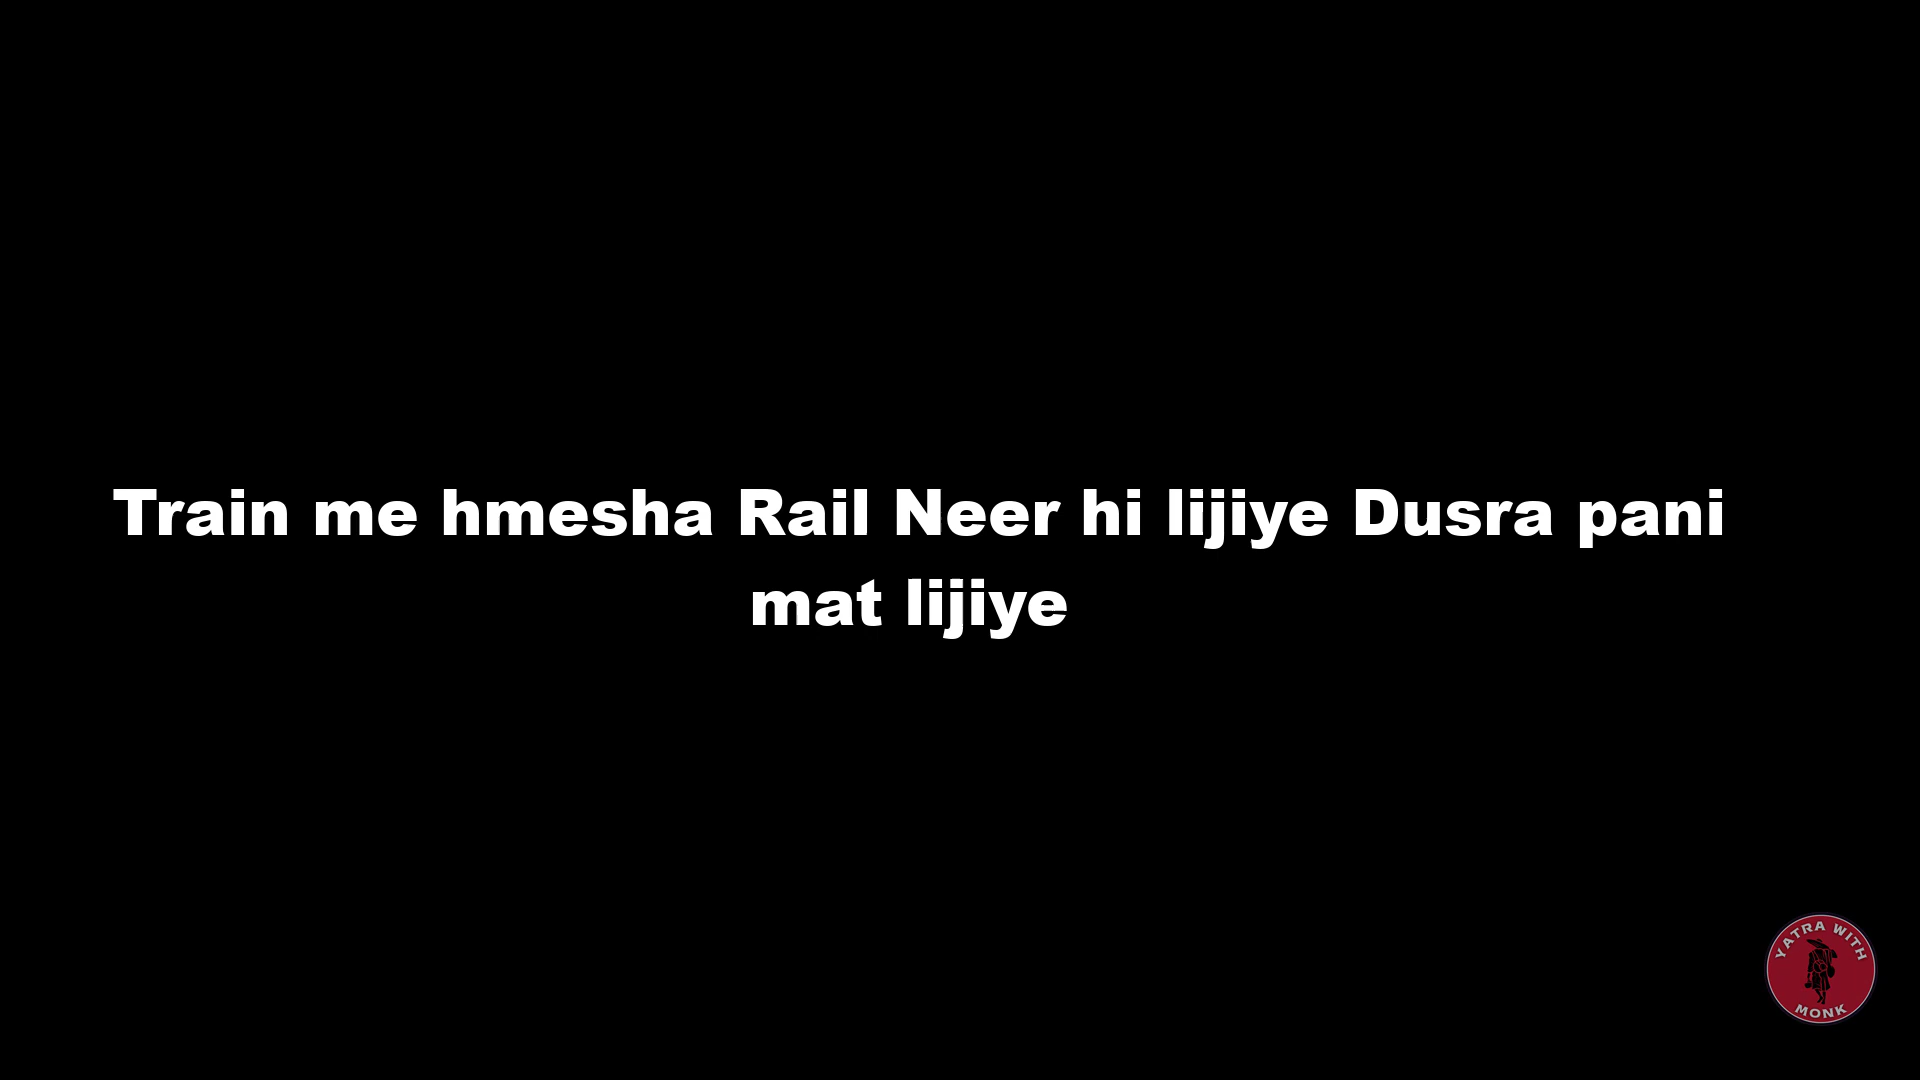 Train me hmesha Rail Neer hi lijiye Dusra pani
mat lijiye
YATRA WITH
MONK